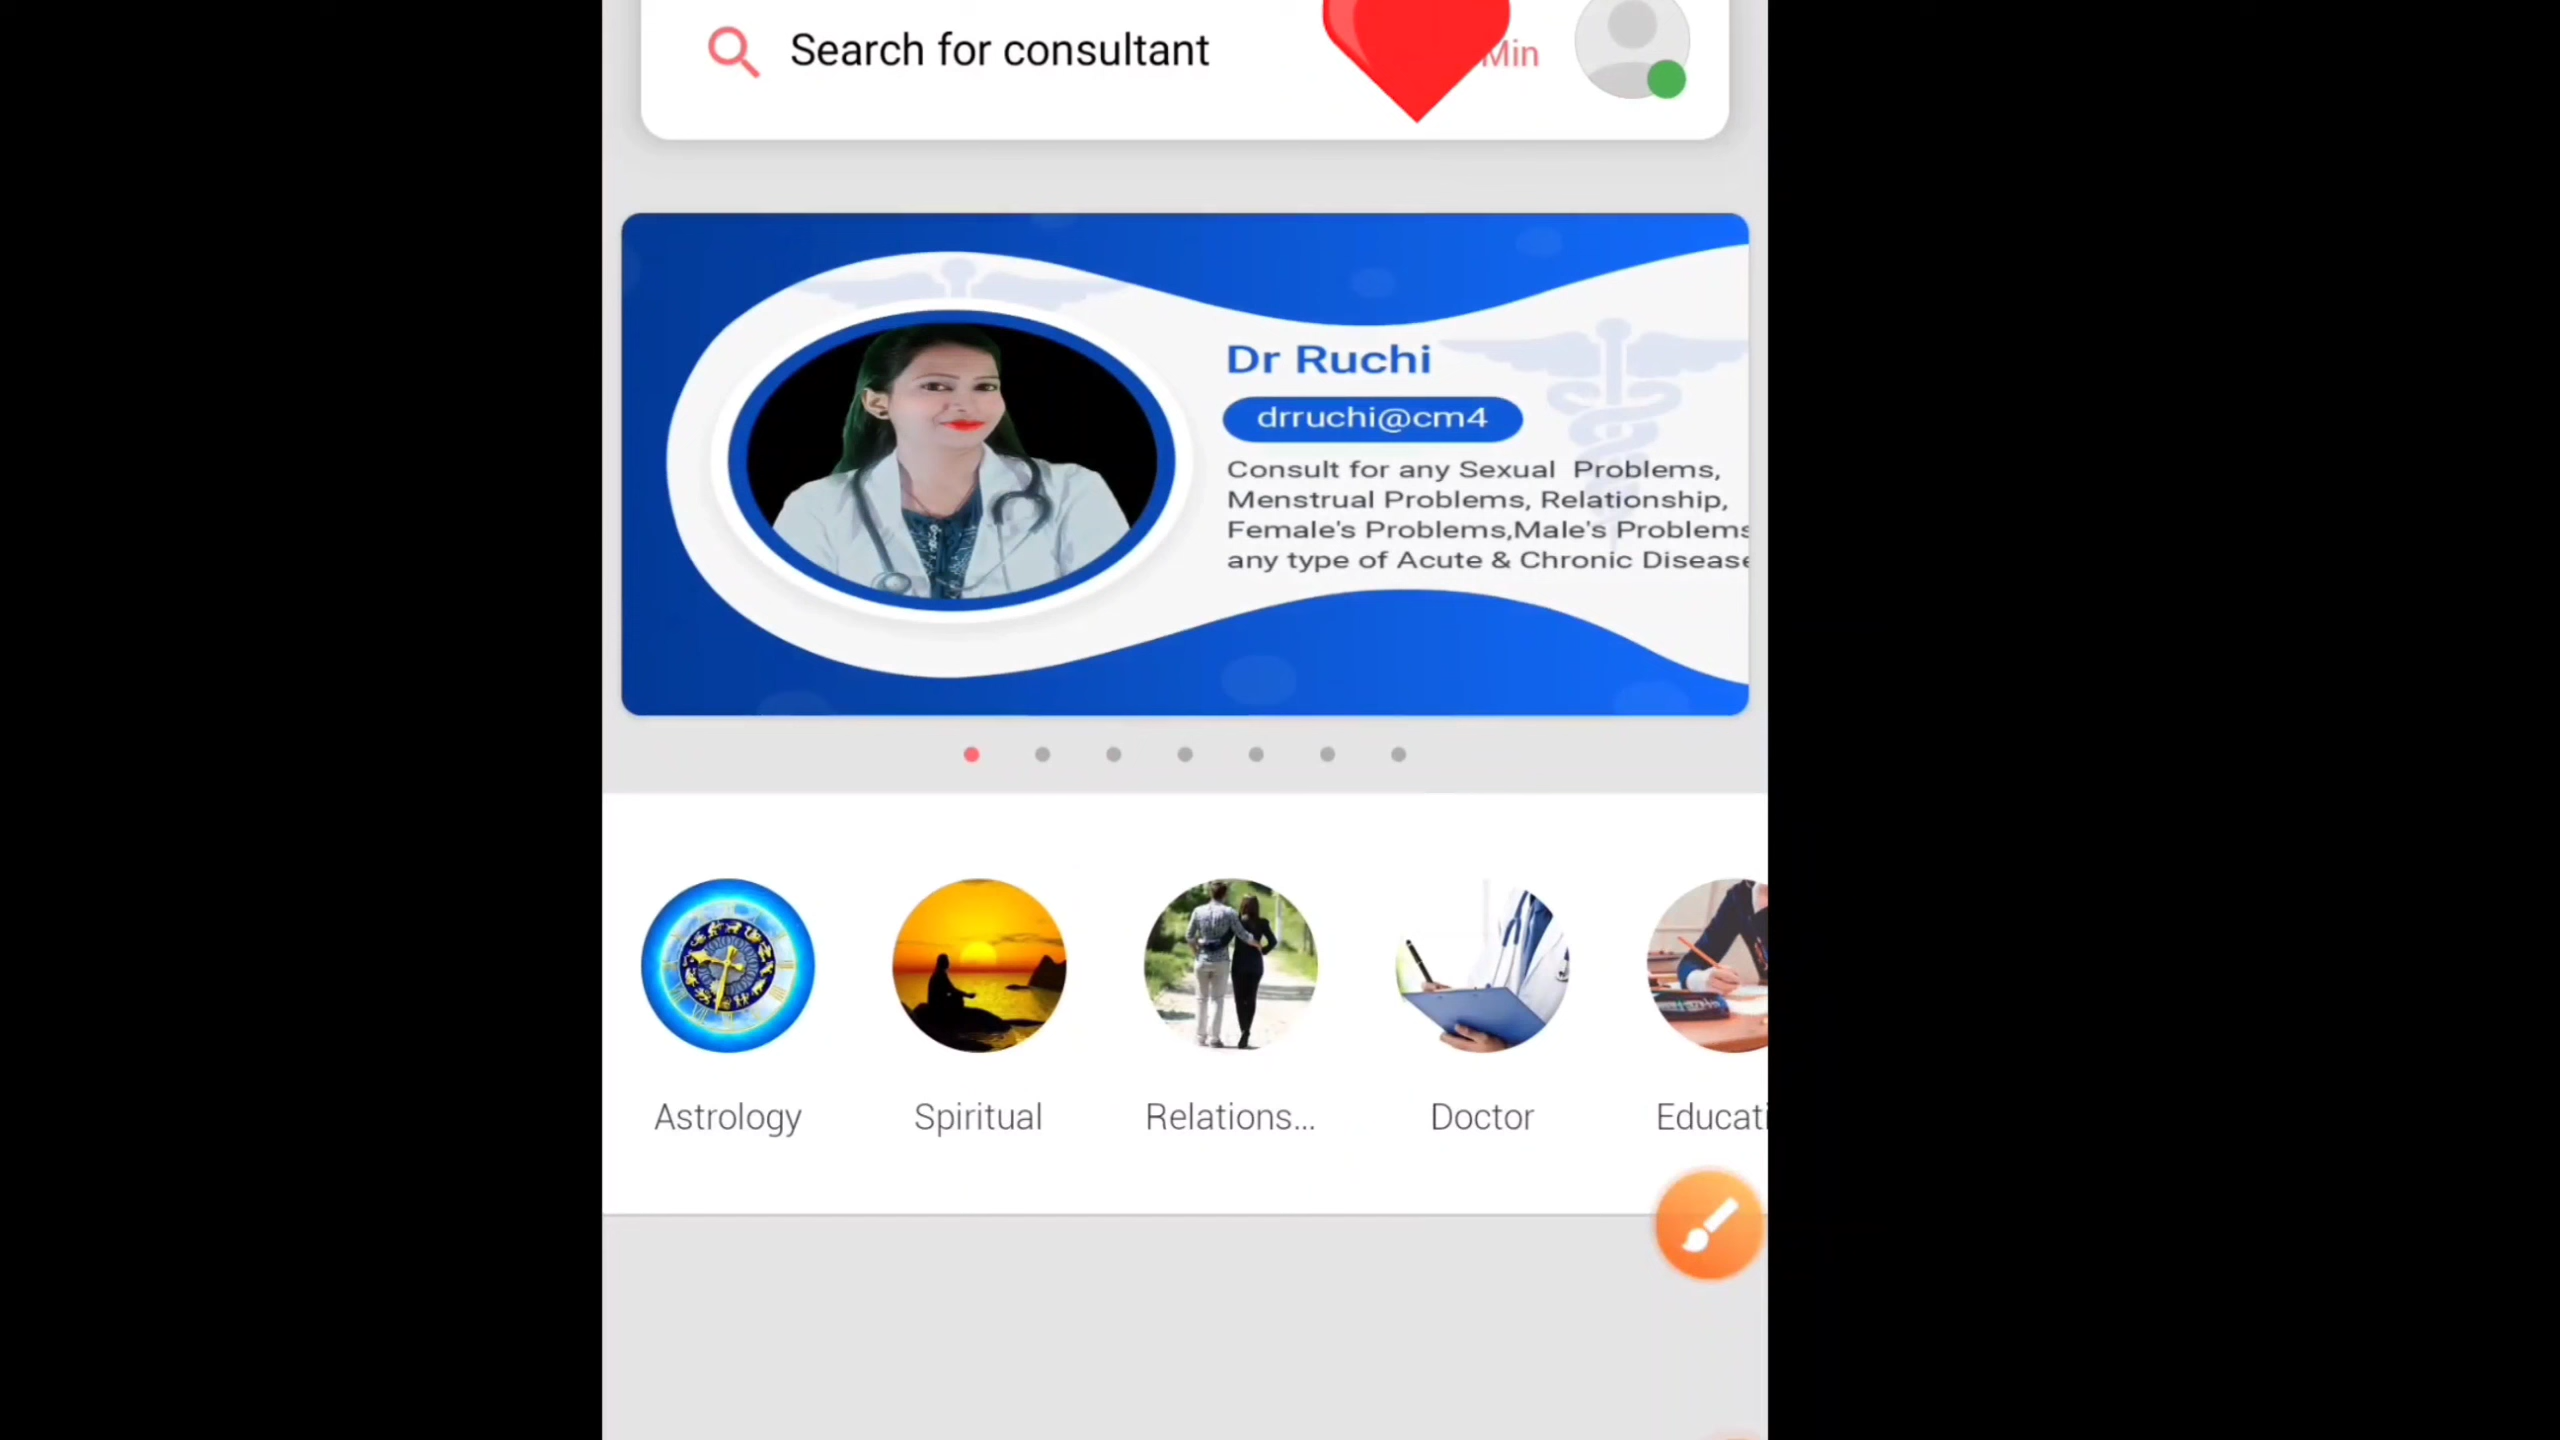 Search for consultant
Min
Dr Ruchi
drruchi@cm4
Consult for any Sexual Problems,
Menstrual Problems, Relationship,
Female's Problems,Male's Problems
any type of Acute & Chronic Disease
Astrology
Spiritual
Relations...
Doctor
Educati